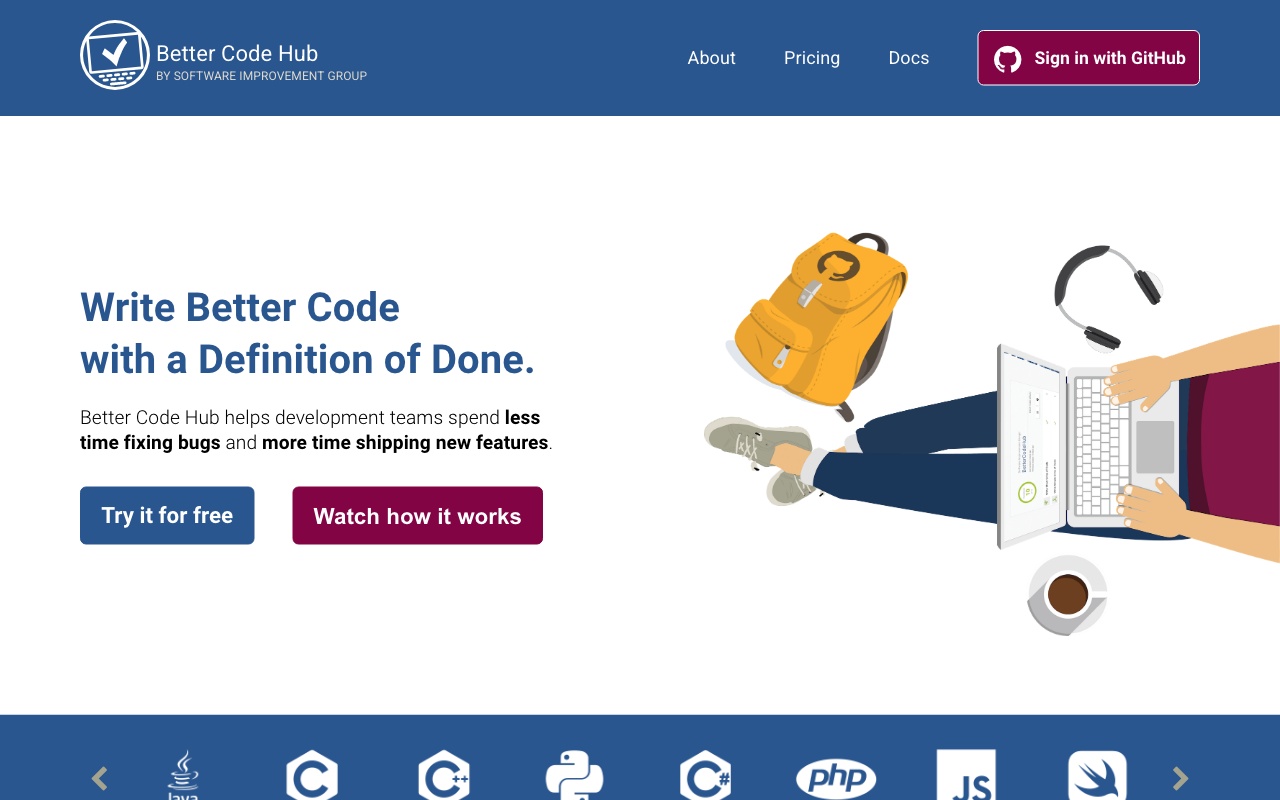 Better Code Hub
BY SOFTWARE IMPROVEMENT GROUP
About
Pricing
Docs
Sign in with GitHub
Write Better Code
with a Definition of Done.
Better Code Hub helps development teams spend less
time fixing bugs and more time shipping new features.
Try it for free
Watch how it works
BetterCodeHub
Java
C
C++
C#
php
JS